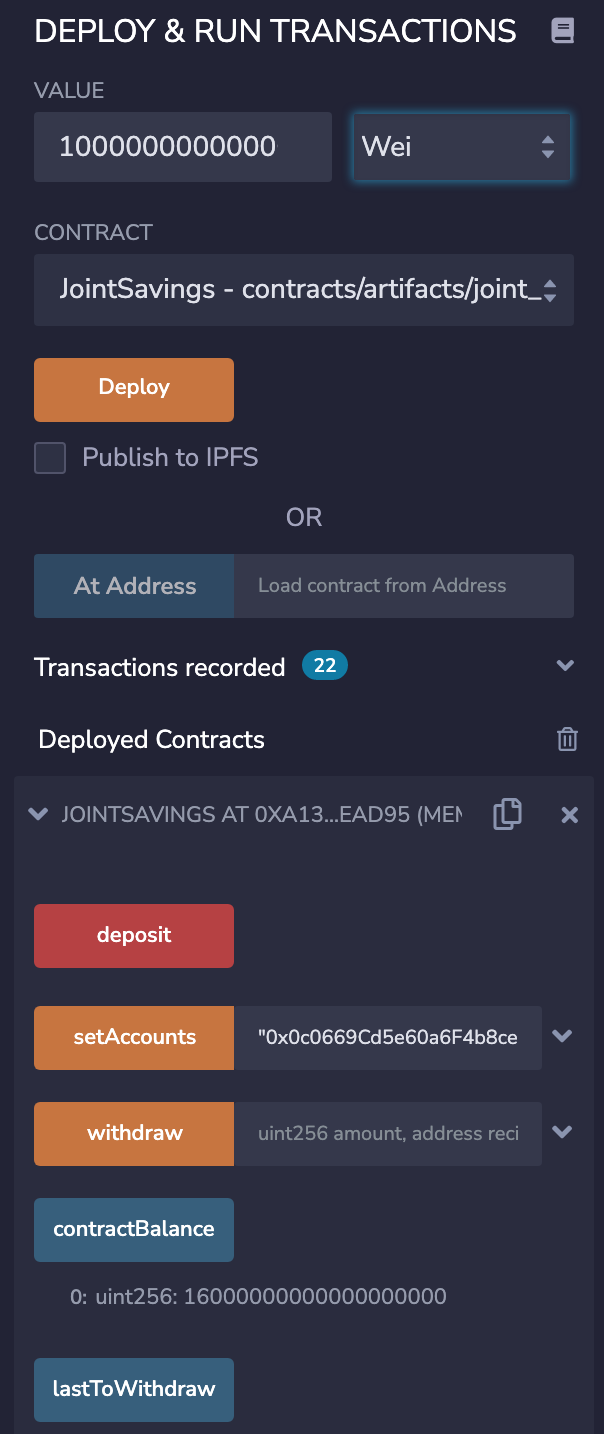 DEPLOY & RUN TRANSACTIONS
VALUE
1000000000000
Wei
CONTRACT
JointSavings - contracts/artifacts/joint_
Deploy
Publish to IPFS
OR
At Address
Load contract from Address
Transactions recorded 22
Deployed Contracts
JOINTSAVINGS AT 0XA13...EAD95 (MEM
deposit
setAccounts
"0x0c0669Cd5e60a6F4b8ce
withdraw
uint256 amount, address reci
contractBalance
0: uint256: 16000000000000000000
lastToWithdraw